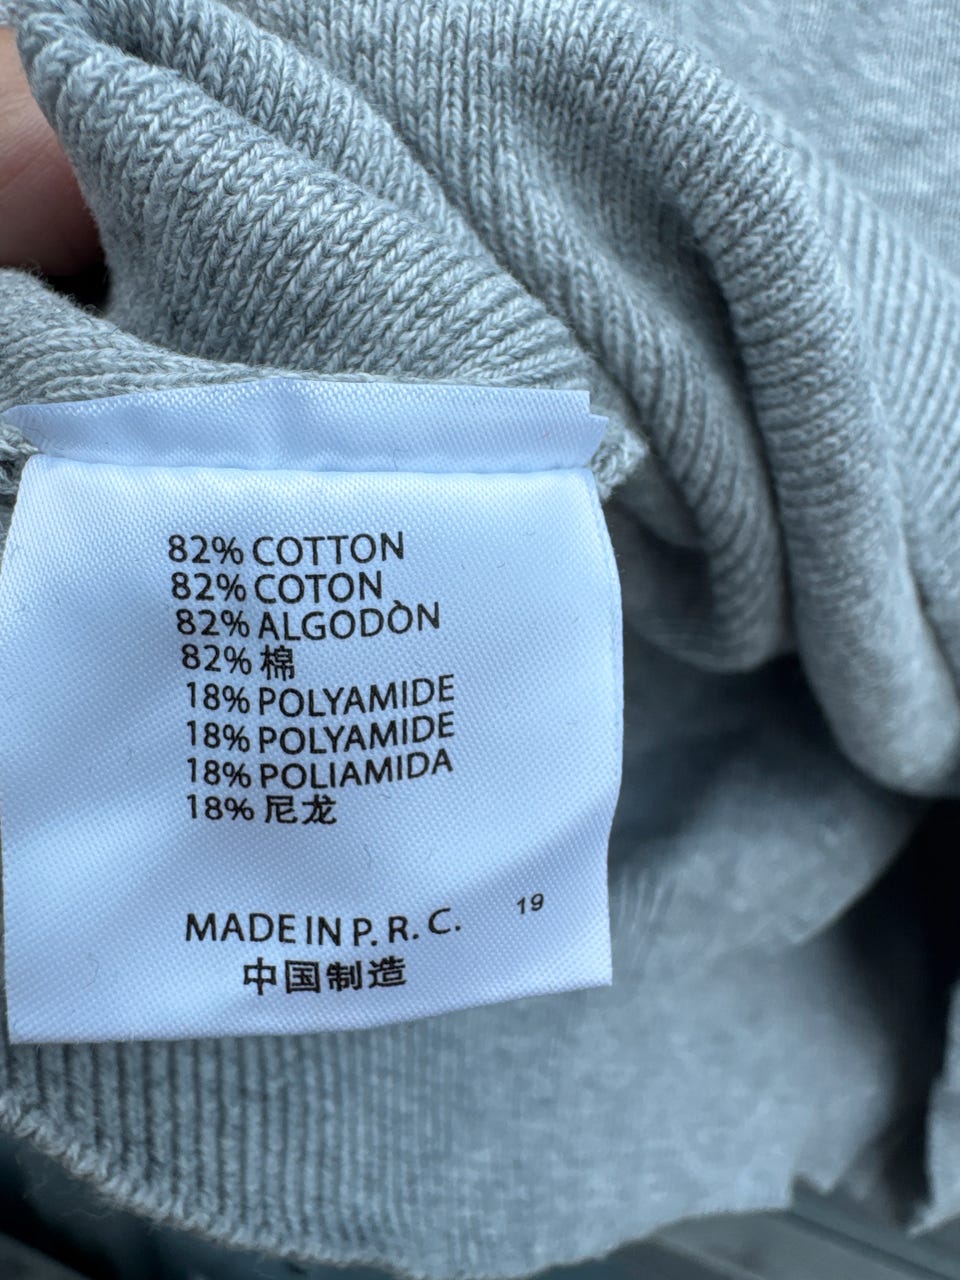 82% COTTON
82% COTON
82% ALGODÒN
82% 棉
18% POLYAMIDE
18% POLYAMIDE
18% POLIAMIDA
18% 尼龙
19
MADE IN P. R. C.
中国制造